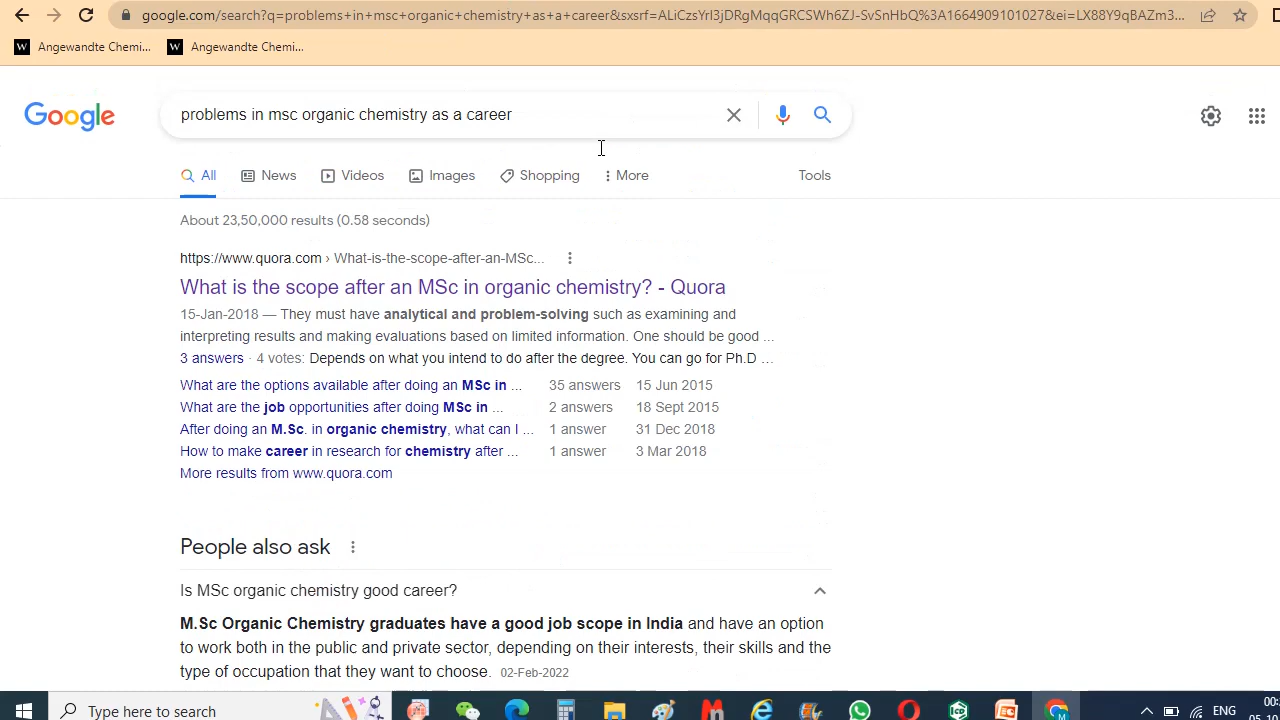 google.com/search?q=problems+in+msc+organic+chemistry+as+a+career&sxsrf=ALiCzsYrI3jDRgMqqGRCSWh6ZJ-SvSnHbQ%3A1664909101027&ei=LX88Y9qBAZm3...
W Angewandte Chemi... W Angewandte Chemi...
Google problems in msc organic chemistry as a career
All News Videos Images Shopping More Tools
About 23,50,000 results (0.58 seconds)
https://www.quora.com › What-is-the-scope-after-an-MSc...
What is the scope after an MSc in organic chemistry? - Quora
15-Jan-2018 — They must have analytical and problem-solving such as examining and
interpreting results and making evaluations based on limited information. One should be good ...
3 answers · 4 votes: Depends on what you intend to do after the degree. You can go for Ph.D ...
What are the options available after doing an MSc in ... 35 answers 15 Jun 2015
What are the job opportunities after doing MSc in ... 2 answers 18 Sept 2015
After doing an M.Sc. in organic chemistry, what can I ... 1 answer 31 Dec 2018
How to make career in research for chemistry after ... 1 answer 3 Mar 2018
More results from www.quora.com
People also ask
Is MSc organic chemistry good career?
M.Sc Organic Chemistry graduates have a good job scope in India and have an option
to work both in the public and private sector, depending on their interests, their skills and the
type of occupation that they want to choose. 02-Feb-2022
Type here to search ENG